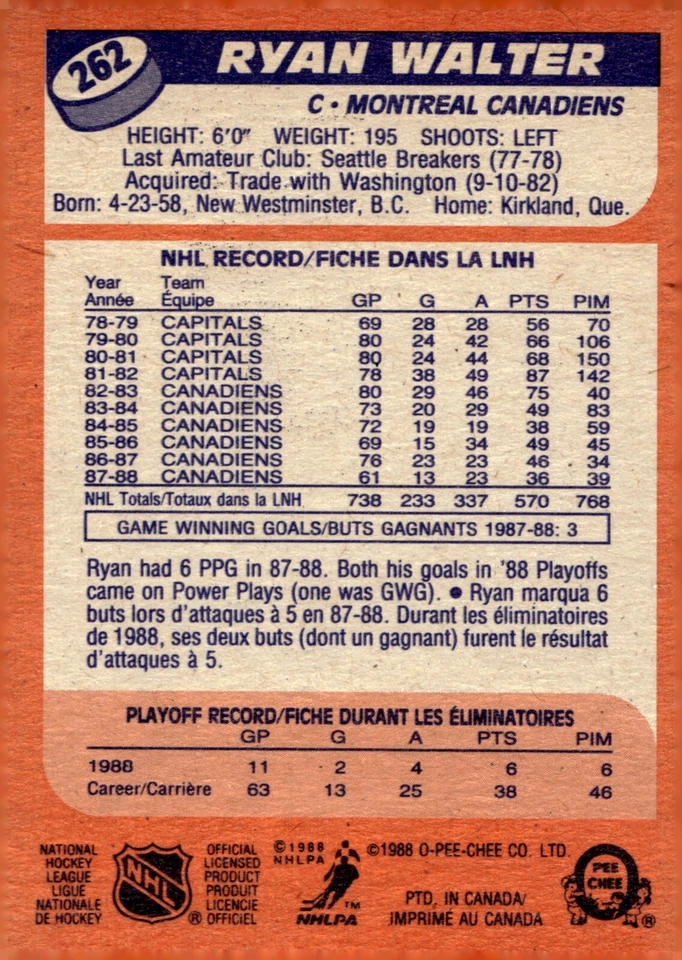 262
RYAN WALTER
C • MONTREAL CANADIENS
HEIGHT: 6'0" WEIGHT: 195 SHOOTS: LEFT
Last Amateur Club: Seattle Breakers (77-78)
Acquired: Trade with Washington (9-10-82)
Born: 4-23-58, New Westminster, B.C. Home: Kirkland, Que.
NHL RECORD/FICHE DANS LA LNH
Year Team
Année Équipe GP G A PTS PIM
78-79 CAPITALS 69 28 28 56 70
79-80 CAPITALS 80 24 42 66 106
80-81 CAPITALS 80 24 44 68 150
81-82 CAPITALS 78 38 49 87 142
82-83 CANADIENS 80 29 46 75 40
83-84 CANADIENS 73 20 29 49 83
84-85 CANADIENS 72 19 19 38 59
85-86 CANADIENS 69 15 34 49 45
86-87 CANADIENS 76 23 23 46 34
87-88 CANADIENS 61 13 23 36 39
NHL Totals/Totaux dans la LNH 738 233 337 570 768
GAME WINNING GOALS/BUTS GAGNANTS 1987-88: 3
Ryan had 6 PPG in 87-88. Both his goals in '88 Playoffs
came on Power Plays (one was GWG). • Ryan marqua 6
buts lors d'attaques à 5 en 87-88. Durant les éliminatoires
de 1988, ses deux buts (dont un gagnant) furent le résultat
d'attaques à 5.
PLAYOFF RECORD/FICHE DURANT LES ÉLIMINATOIRES
GP G A PTS PIM
1988 11 2 4 6 6
Career/Carrière 63 13 25 38 46
NATIONAL
HOCKEY
LEAGUE
LIGUE
NATIONALE
DE HOCKEY
NHL
OFFICIAL
LICENSED
PRODUCT
PRODUIT
LICENCIE
® OFFICIEL
©1988
NHLPA
TM
NHLPA
©1988 O-PEE-CHEE CO. LTD.
PTD. IN CANADA/
IMPRIMÉ AU CANADA
O
PEE
CHEE
®